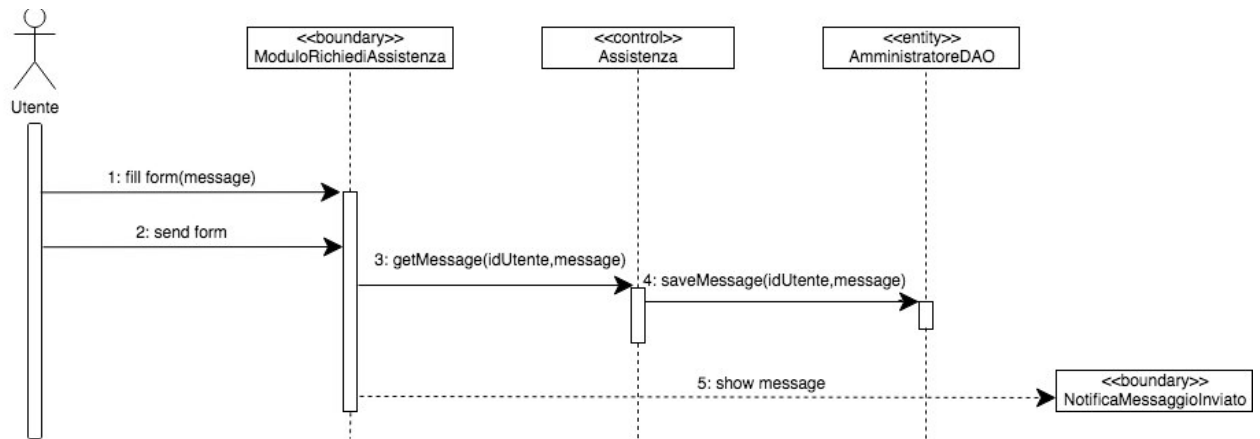 <<boundary>>
ModuloRichiediAssistenza
<<control>>
Assistenza
<<entity>>
AmministratoreDAO
Utente
1: fill form(message)
2: send form
3: getMessage(idUtente,message)
4: saveMessage(idUtente,message)
5: show message
<<boundary>>
NotificaMessaggioInviato